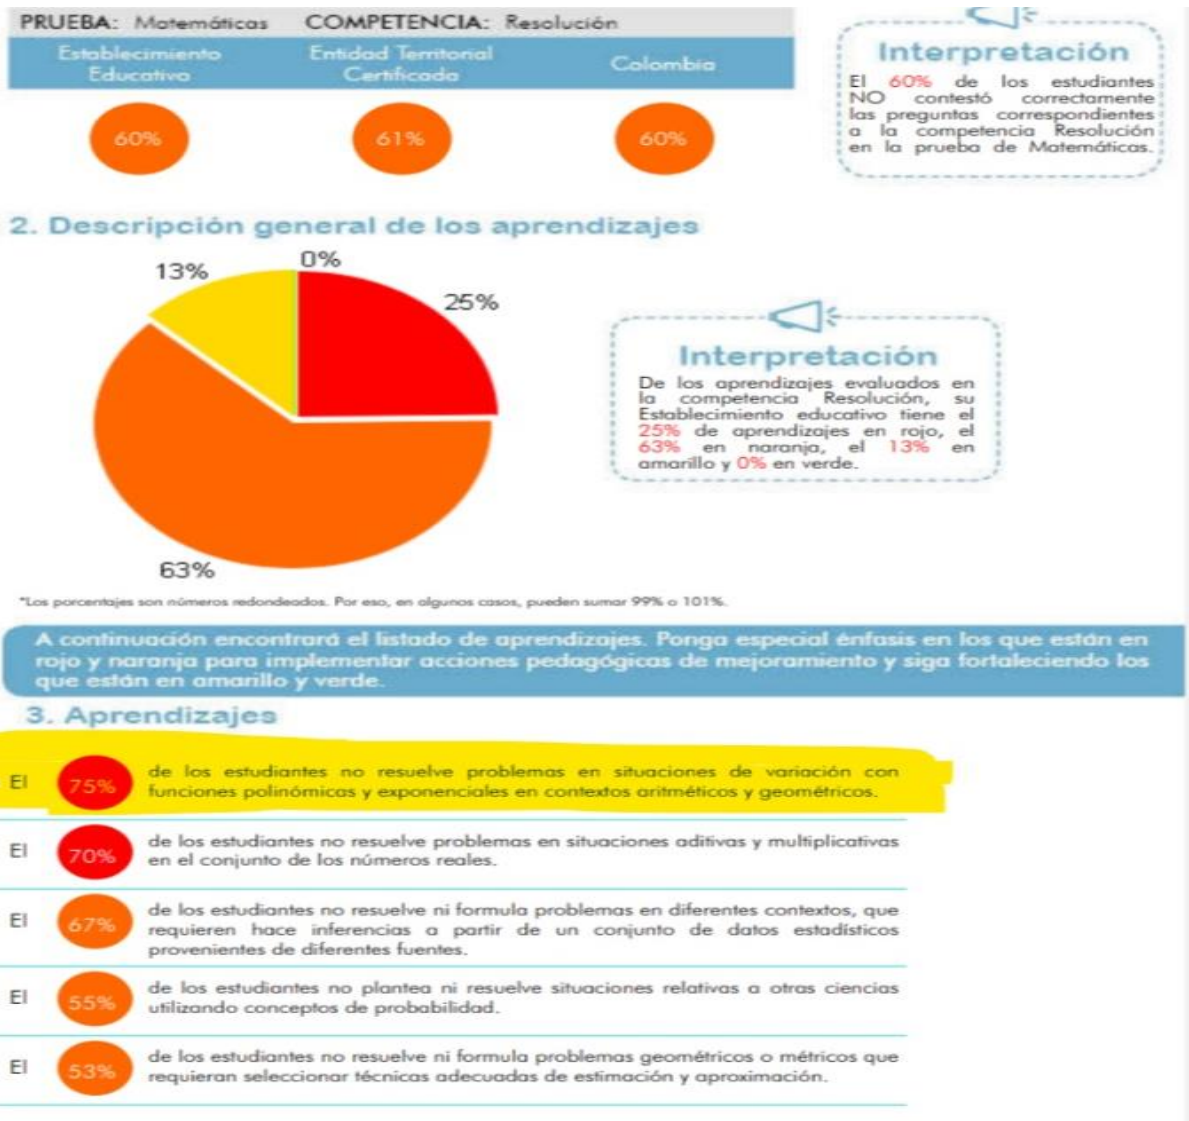 PRUEBA: Matemáticas COMPETENCIA: Resolución
Establecimiento
Educativo
Entidad Territorial
Certificada
Colombia
60%
61%
60%
Interpretación
El 60% de los estudiantes
NO contestó correctamente
las preguntas correspondientes
a la competencia Resolución
en la prueba de Matemáticas.
2. Descripción general de los aprendizajes
13%
0%
25%
63%
Interpretación
De los aprendizajes evaluados en
la competencia Resolución, su
Establecimiento educativo tiene el
25% de aprendizajes en rojo, el
63% en naranja, el 13% en
amarillo y 0% en verde.
*Los porcentajes son números redondeados. Por eso, en algunos casos, pueden sumar 99% o 101%.
A continuación encontrará el listado de aprendizajes. Ponga especial énfasis en los que están en
rojo y naranja para implementar acciones pedagógicas de mejoramiento y siga fortaleciendo los
que están en amarillo y verde.
3. Aprendizajes
El 75% de los estudiantes no resuelve problemas en situaciones de variación con
funciones polinómicas y exponenciales en contextos aritméticos y geométricos.
El 70% de los estudiantes no resuelve problemas en situaciones aditivas y multiplicativas
en el conjunto de los números reales.
El 67% de los estudiantes no resuelve ni formula problemas en diferentes contextos, que
requieren hace inferencias a partir de un conjunto de datos estadísticos
provenientes de diferentes fuentes.
El 55% de los estudiantes no plantea ni resuelve situaciones relativas a otras ciencias
utilizando conceptos de probabilidad.
El 53% de los estudiantes no resuelve ni formula problemas geométricos o métricos que
requieran seleccionar técnicas adecuadas de estimación y aproximación.